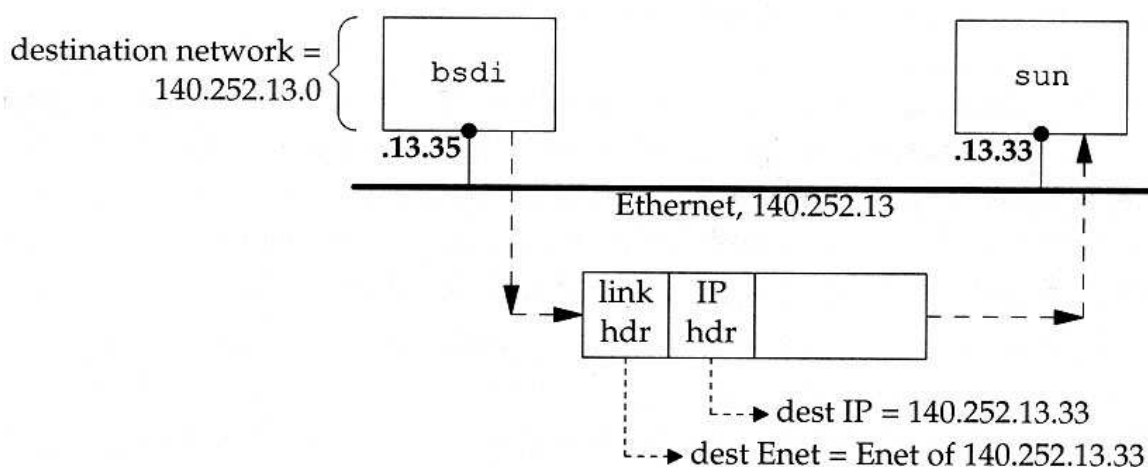 destination network =
140.252.13.0
bsdi
sun
.13.35
.13.33
Ethernet, 140.252.13
link
hdr
IP
hdr
dest IP = 140.252.13.33
dest Enet = Enet of 140.252.13.33